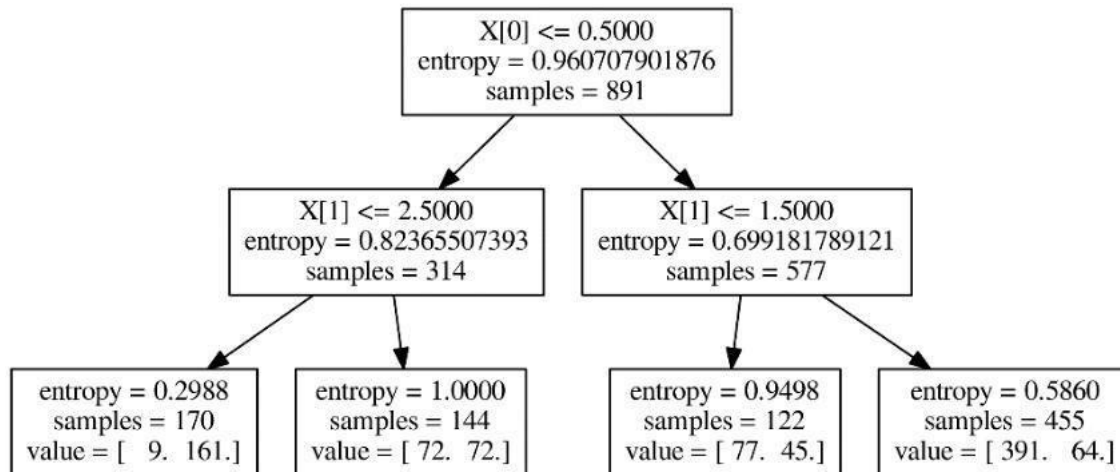 X[0] <= 0.5000
entropy = 0.960707901876
samples = 891
X[1] <= 2.5000
entropy = 0.82365507393
samples = 314
X[1] <= 1.5000
entropy = 0.699181789121
samples = 577
entropy = 0.2988
samples = 170
value = [   9.  161.]
entropy = 1.0000
samples = 144
value = [ 72.  72.]
entropy = 0.9498
samples = 122
value = [ 77.  45.]
entropy = 0.5860
samples = 455
value = [ 391.   64.]